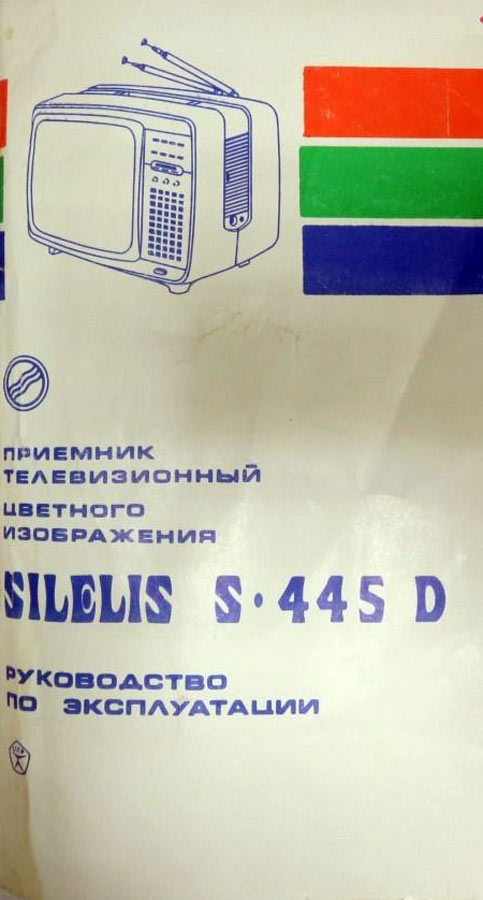 ПРИЕМНИК
ТЕЛЕВИЗИОННЫЙ
ЦВЕТНОГО
ИЗОБРАЖЕНИЯ
SILELIS S·445 D
РУКОВОДСТВО
ПО ЭКСПЛУАТАЦИИ